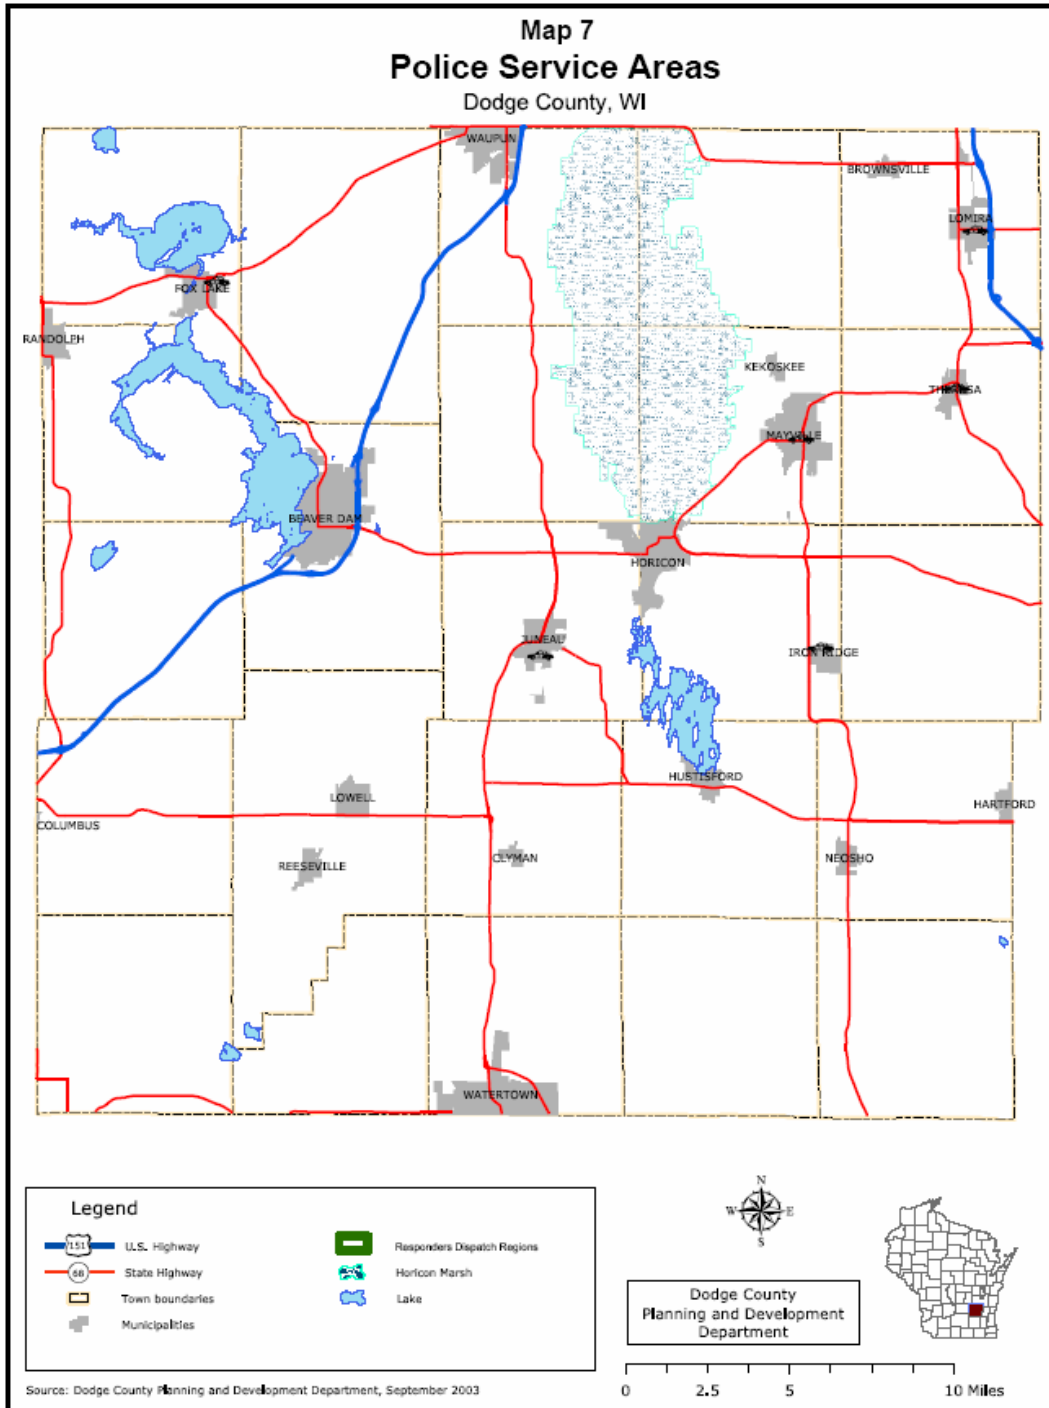 Map 7
Police Service Areas
Dodge County, WI
WAUPUN
BROWNSVILLE
LOMIRA
FOX LAKE
RANDOLPH
KEKOSKEE
THERESA
MAYVILLE
BEAVER DAM
HORICON
JUNEAU
IRON RIDGE
HUSTISFORD
LOWELL
HARTFORD
COLUMBUS
CLYMAN
NEOSHO
REESEVILLE
WATERTOWN
Legend
151 U.S. Highway
68 State Highway
Town boundaries
Municipalities
Responders Dispatch Regions
Horicon Marsh
Lake
N
W E
S
Dodge County
Planning and Development
Department
Source: Dodge County Planning and Development Department, September 2003
0 2.5 5 10 Miles